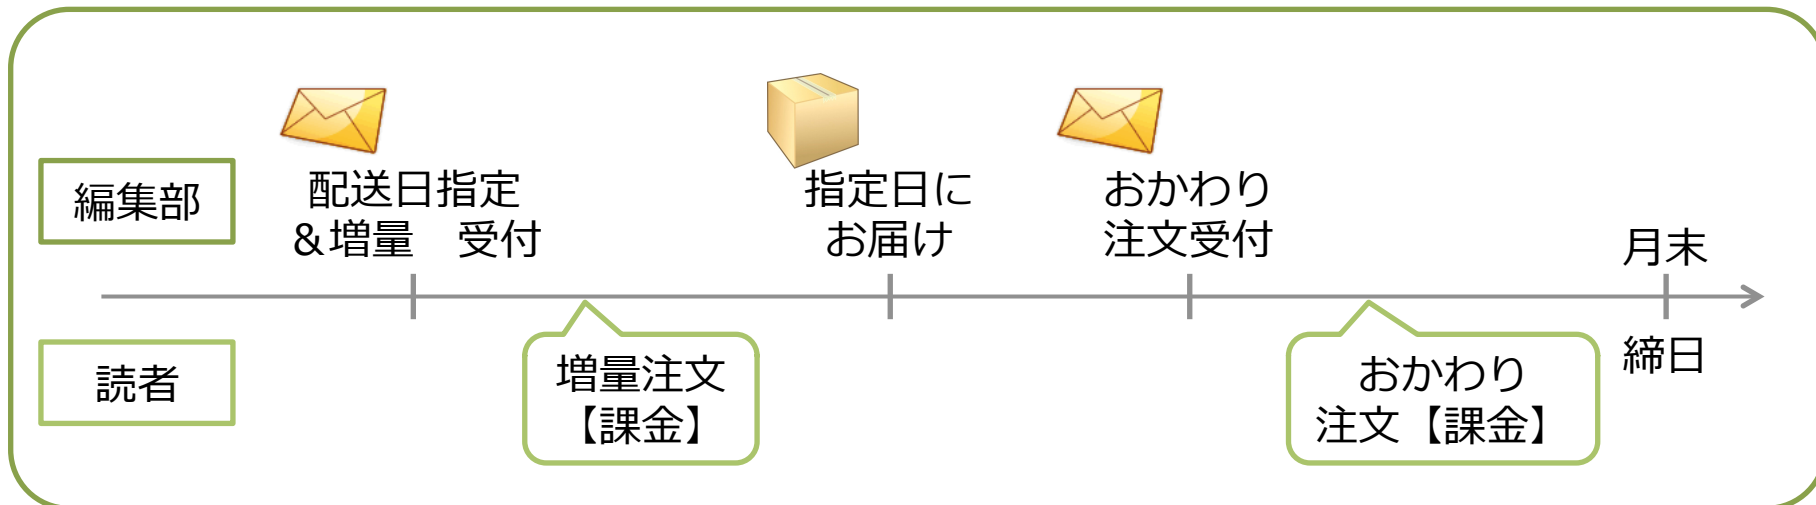 編集部
配送日指定
＆増量　受付
指定日に
お届け
おかわり
注文受付
月末
読者
増量注文
【課金】
おかわり
注文【課金】
締日